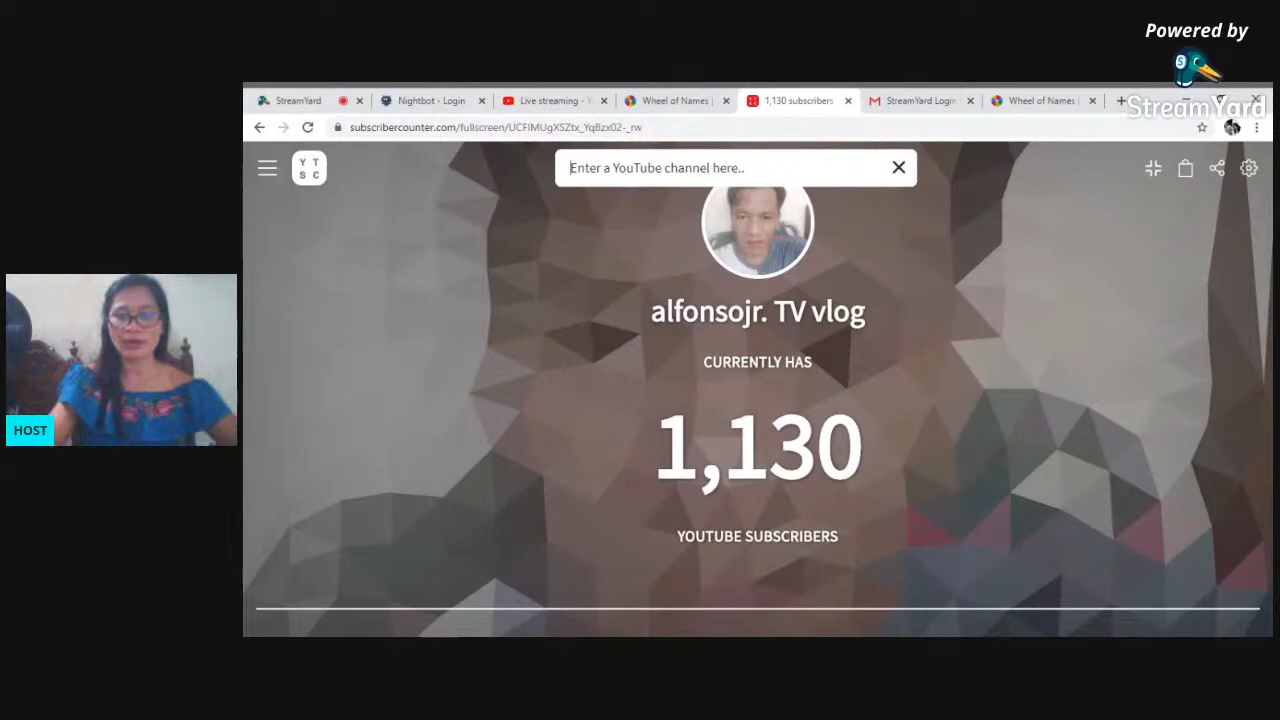 Powered by
StreamYard
StreamYard
Nightbot - Login
Live streaming - Y
Wheel of Names |
1,130 subscribers
StreamYard Login
Wheel of Names |
subscribercounter.com/fullscreen/UCFIMUgXSZtx_YqBzx02-_rw
Y T
S C
Enter a YouTube channel here..
alfonsojr. TV vlog
CURRENTLY HAS
1,130
YOUTUBE SUBSCRIBERS
HOST